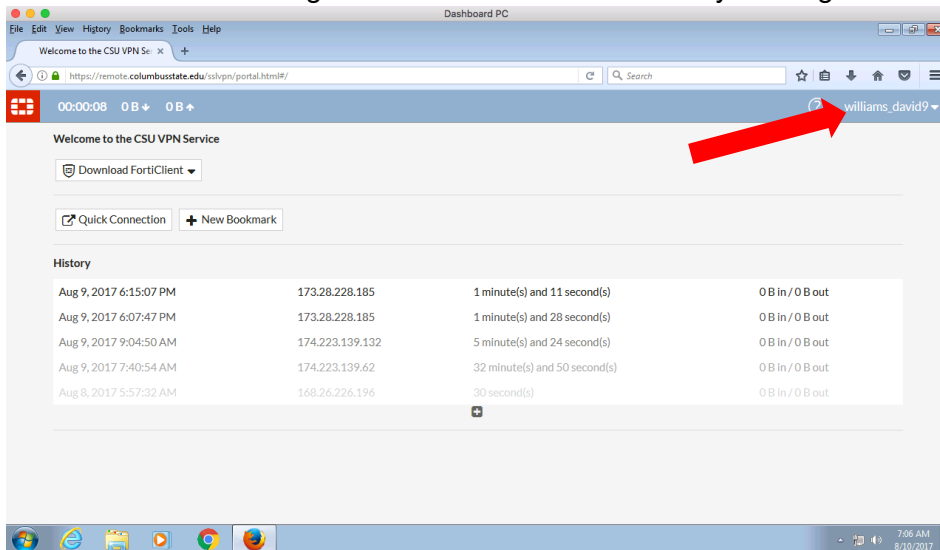 Dashboard PC
File Edit View History Bookmarks Tools Help
Welcome to the CSU VPN Se
https://remote.columbusstate.edu/sslvpn/portal.html#/
Search
00:00:08 0 B 0 B
williams_david9
Welcome to the CSU VPN Service
Download FortiClient
Quick Connection New Bookmark
History
Aug 9, 2017 6:15:07 PM 173.28.228.185 1 minute(s) and 11 second(s) 0 B in / 0 B out
Aug 9, 2017 6:07:47 PM 173.28.228.185 1 minute(s) and 28 second(s) 0 B in / 0 B out
Aug 9, 2017 9:04:50 AM 174.223.139.132 5 minute(s) and 24 second(s) 0 B in / 0 B out
Aug 9, 2017 7:40:54 AM 174.223.139.62 32 minute(s) and 50 second(s) 0 B in / 0 B out
Aug 8, 2017 5:57:32 AM 168.26.226.196 30 second(s) 0 B in / 0 B out
7:06 AM
8/10/2017